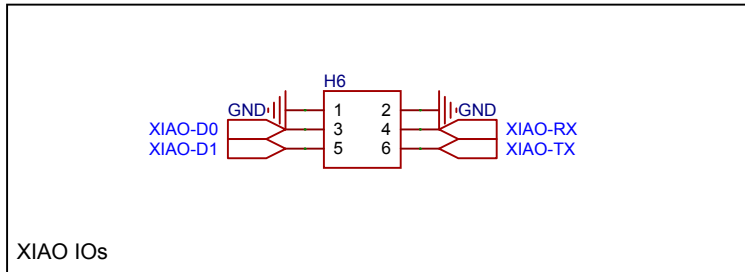 H6
GND 1 2 GND
XIAO-D0 3 4 XIAO-RX
XIAO-D1 5 6 XIAO-TX
XIAO IOs